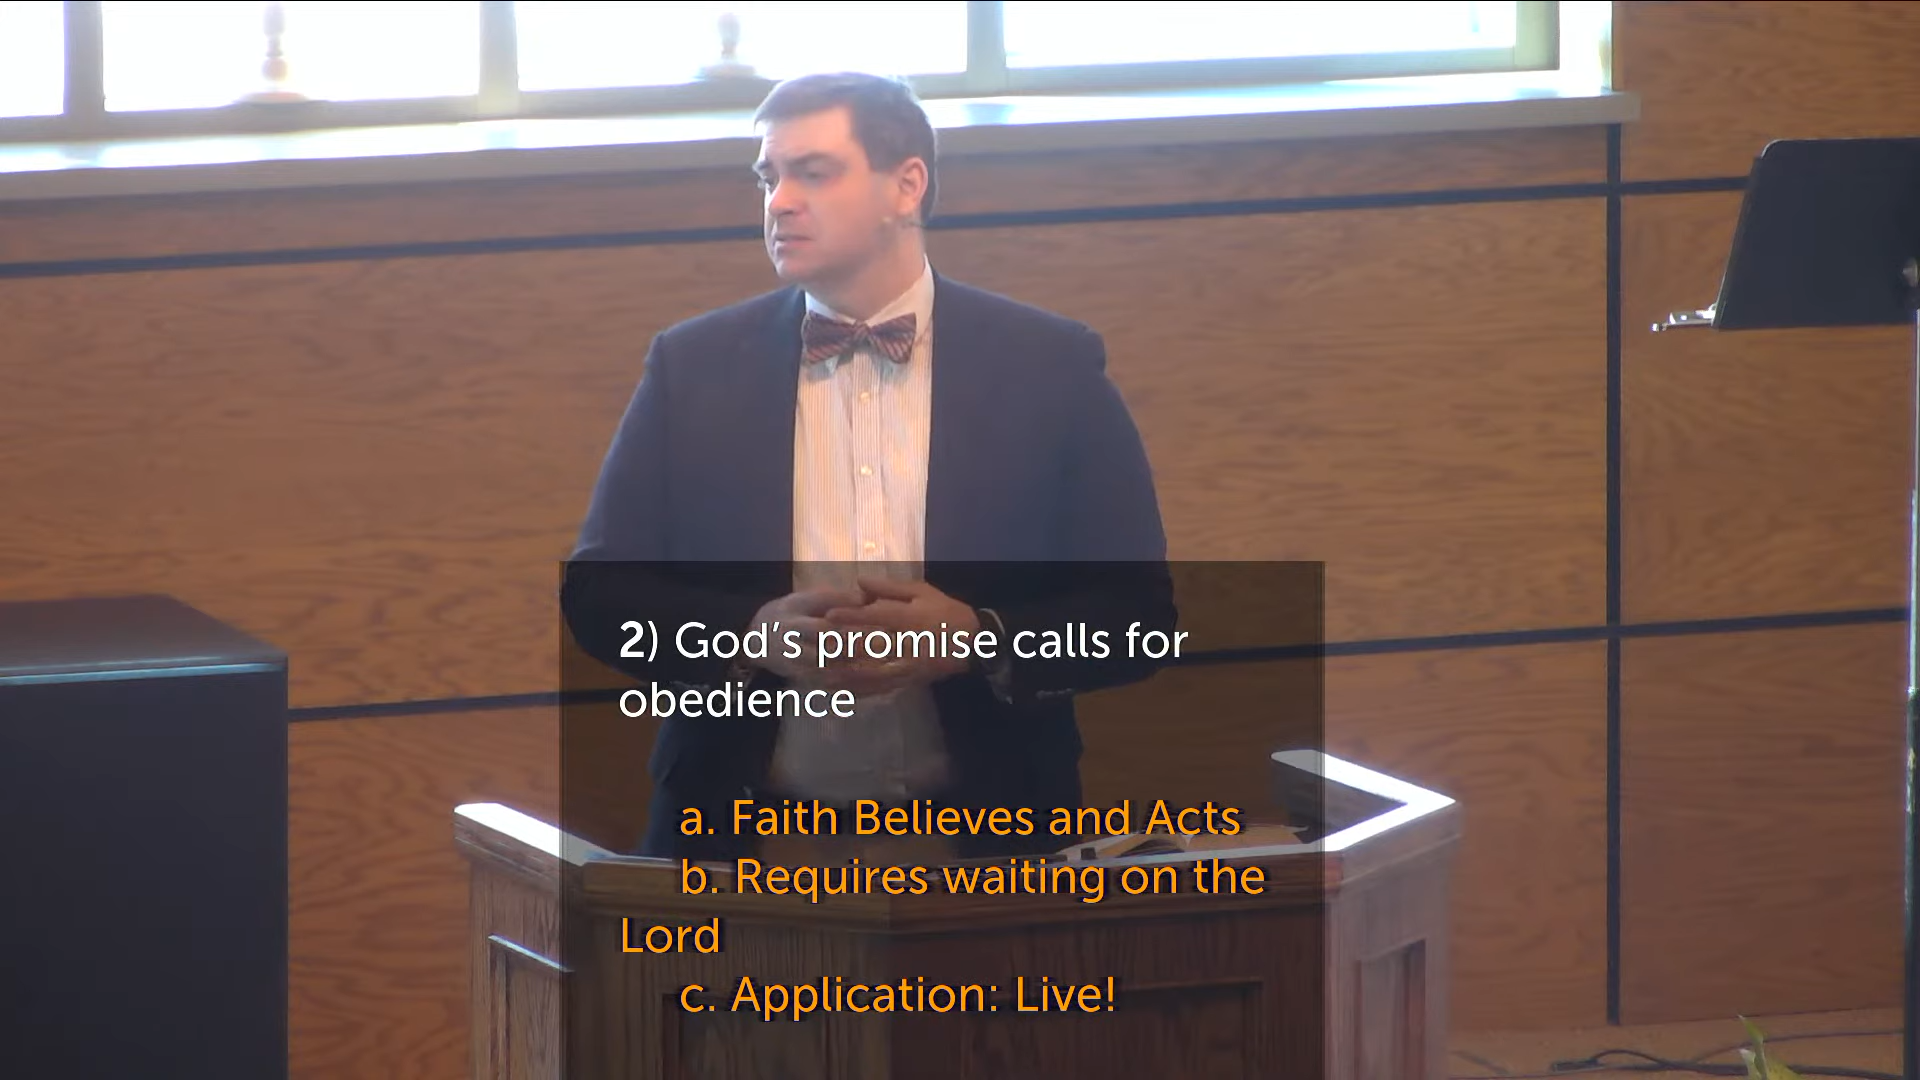 2) God’s promise calls for
obedience
a. Faith Believes and Acts
b. Requires waiting on the
Lord
c. Application: Live!